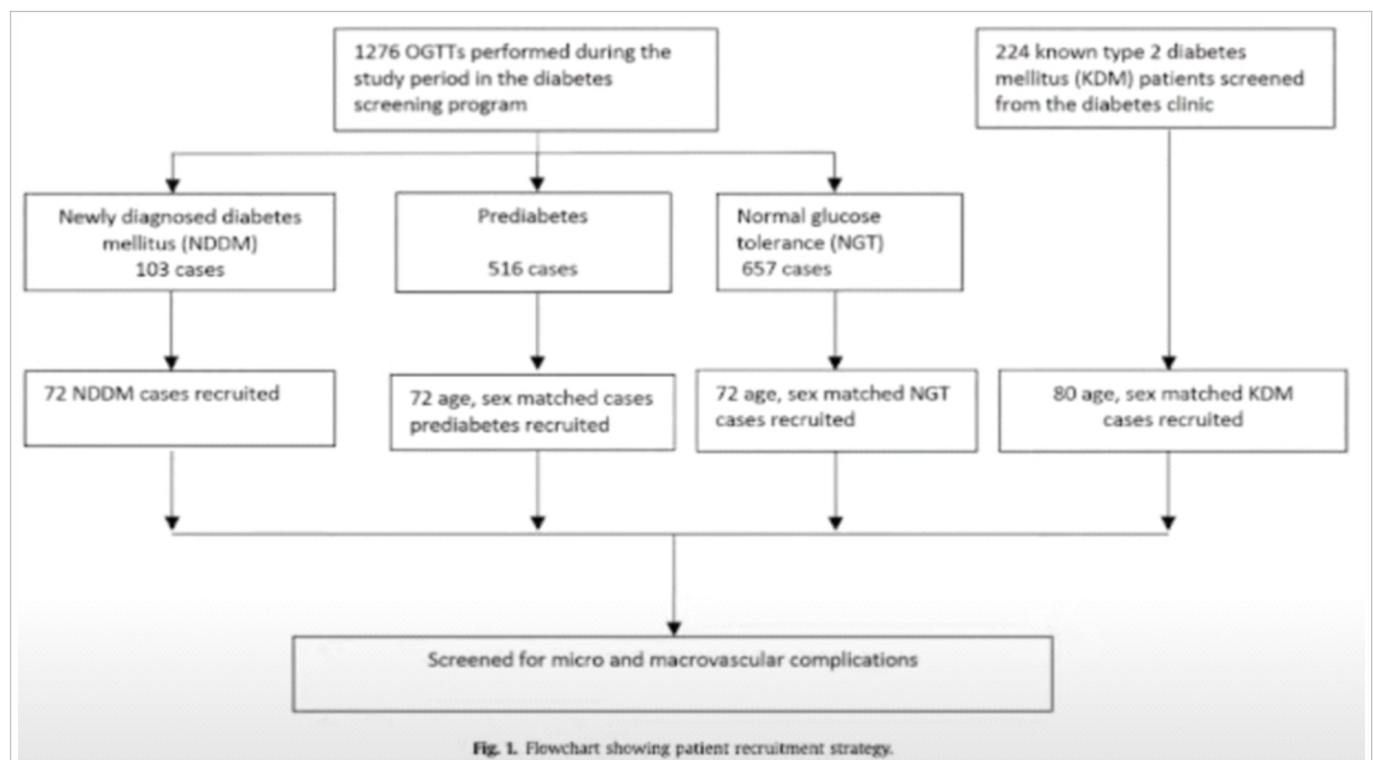 1276 OGTTs performed during the
study period in the diabetes
screening program
224 known type 2 diabetes
mellitus (KDM) patients screened
from the diabetes clinic
Newly diagnosed diabetes
mellitus (NDDM)
103 cases
Prediabetes
516 cases
Normal glucose
tolerance (NGT)
657 cases
72 NDDM cases recruited
72 age, sex matched cases
prediabetes recruited
72 age, sex matched NGT
cases recruited
80 age, sex matched KDM
cases recruited
Screened for micro and macrovascular complications
Fig. 1. Flowchart showing patient recruitment strategy.